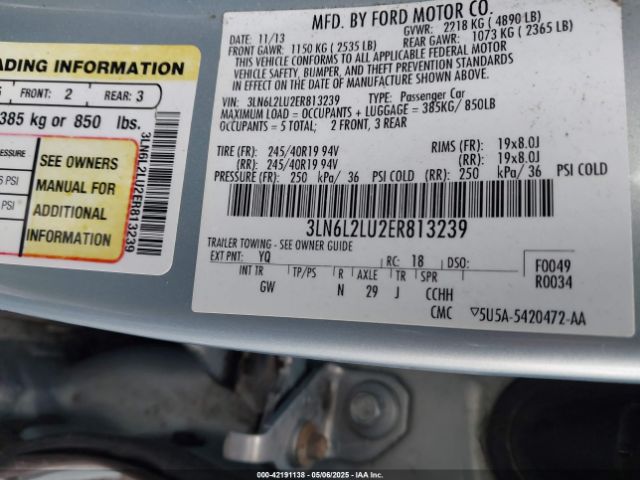 ADING INFORMATION
FRONT: 2 REAR: 3
385 kg or 850 lbs.
PRESSURE
PSI
PSI
SEE OWNERS
MANUAL FOR
ADDITIONAL
INFORMATION
3LN6L2LU2ER813239
MFD. BY FORD MOTOR CO.
DATE: 11/13 GVWR: 2218 KG ( 4890 LB)
FRONT GAWR: 1150 KG ( 2535 LB) REAR GAWR: 1073 KG ( 2365 LB)
THIS VEHICLE CONFORMS TO ALL APPLICABLE FEDERAL MOTOR
VEHICLE SAFETY, BUMPER, AND THEFT PREVENTION STANDARDS
IN EFFECT ON THE DATE OF MANUFACTURE SHOWN ABOVE.
VIN: 3LN6L2LU2ER813239 TYPE: Passenger Car
MAXIMUM LOAD = OCCUPANTS + LUGGAGE = 385KG/ 850LB
OCCUPANTS = 5 TOTAL; 2 FRONT, 3 REAR
TIRE (FR): 245/40R19 94V RIMS (FR): 19x8.0J
(RR): 245/40R19 94V (RR): 19x8.0J
PRESSURE (FR): 250 kPa/ 36 PSI COLD (RR): 250 kPa/ 36 PSI COLD
3LN6L2LU2ER813239
TRAILER TOWING - SEE OWNER GUIDE
EXT PNT: YQ RC: 18 DSO: F0049
INT TR TP/PS R AXLE TR SPR R0034
GW N 29 J CCHH
CMC 5U5A-5420472-AA
000-42191138 - 05/06/2025 - COPYRIGHT IAA, LLC.